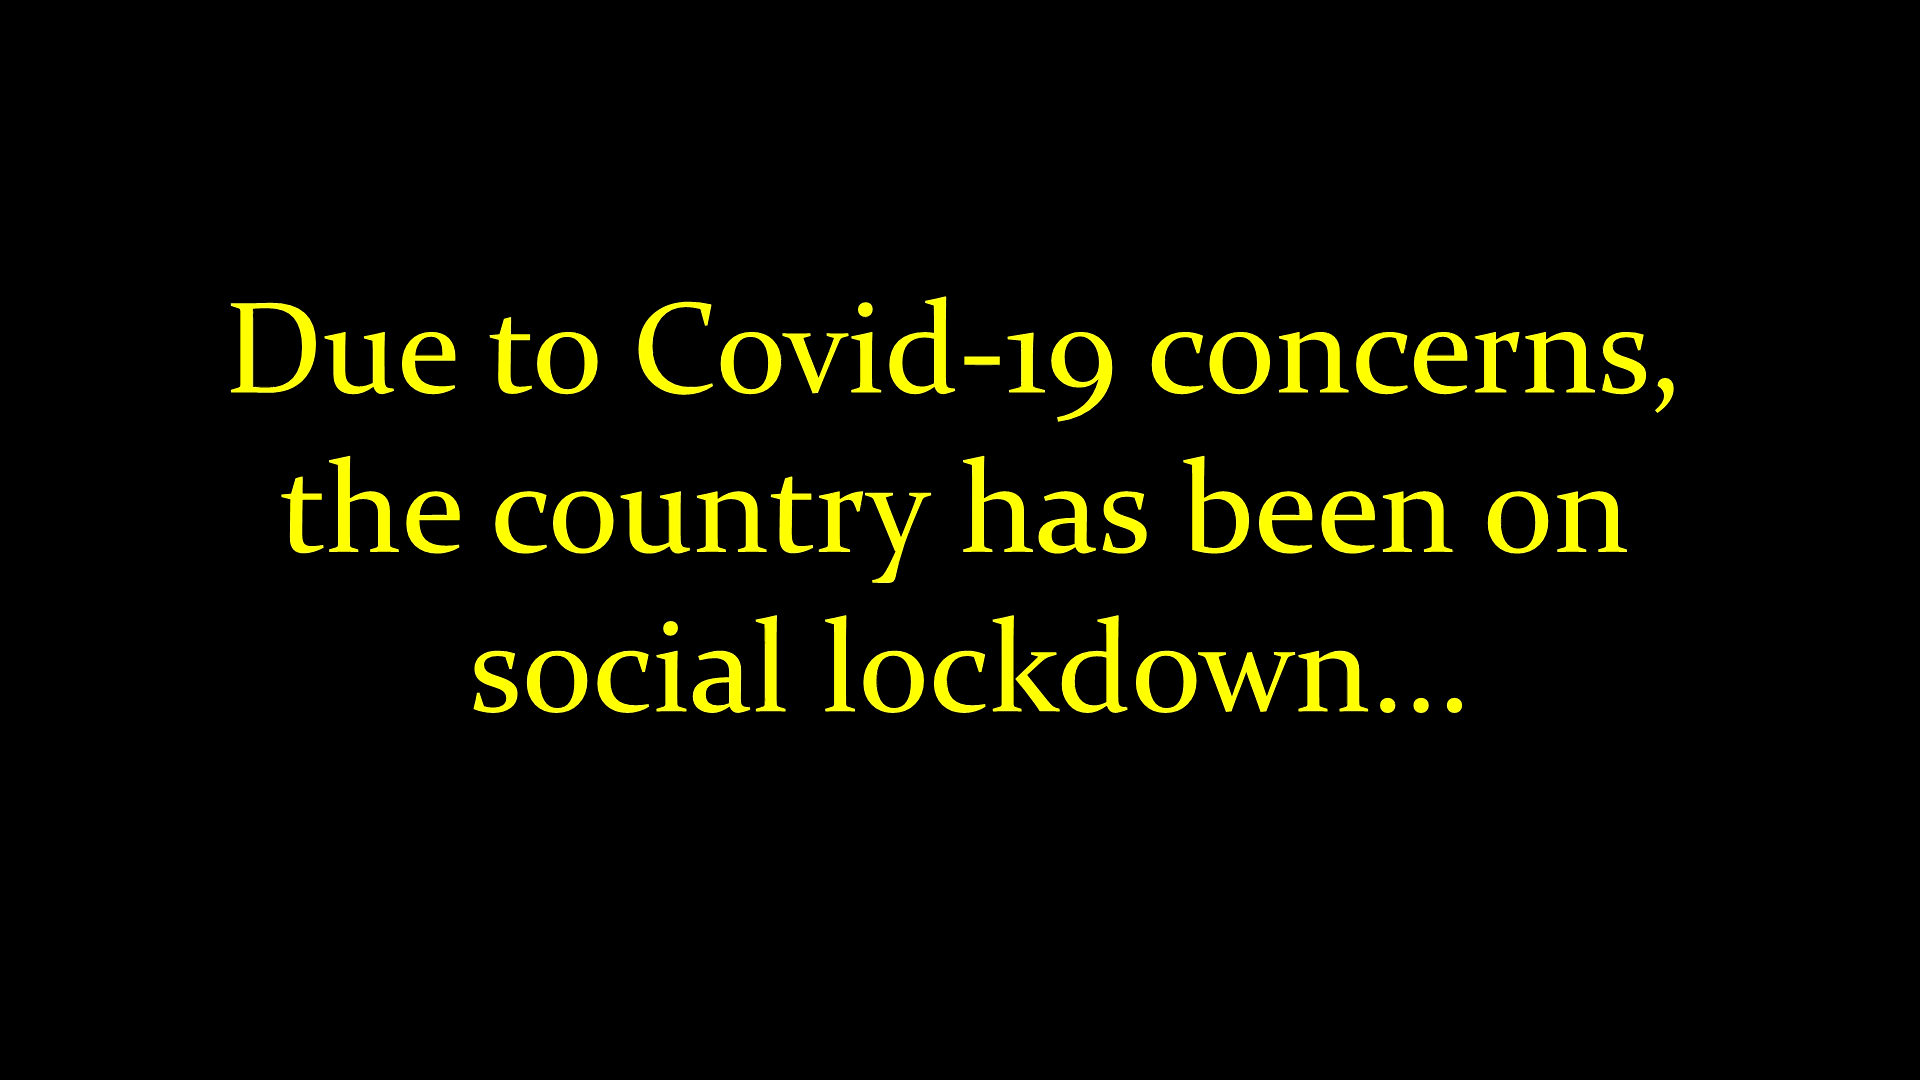 Due to Covid-19 concerns,
the country has been on
social lockdown...